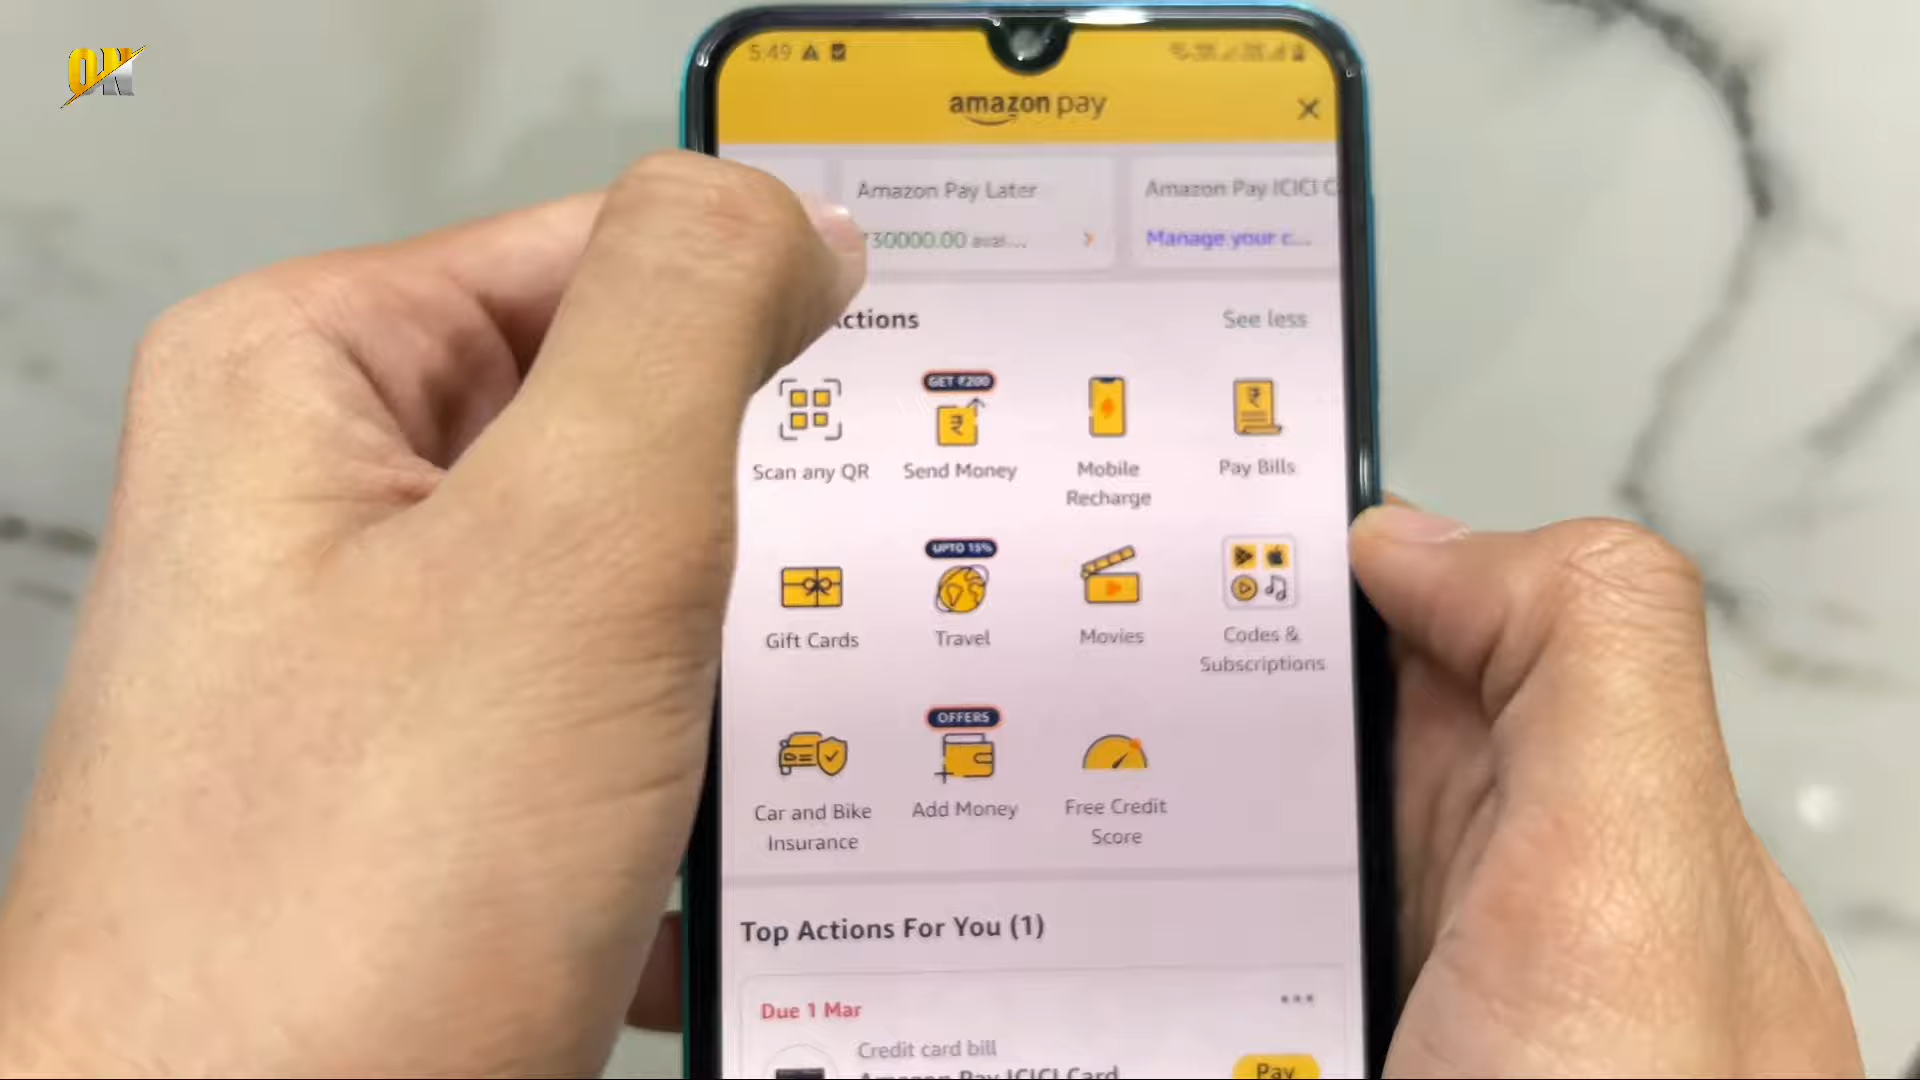 ON
5:49
amazon pay
Amazon Pay Later
Amazon Pay ICICI C
₹30000.00 avai...
Manage your c...
Actions
See less
GET ₹200
Scan any QR
Send Money
Mobile
Recharge
Pay Bills
UPTO 15%
Gift Cards
Travel
Movies
Codes &
Subscriptions
OFFERS
Car and Bike
Insurance
Add Money
Free Credit
Score
Top Actions For You (1)
Due 1 Mar
Credit card bill
Amazon Pay ICICI Card
Pay